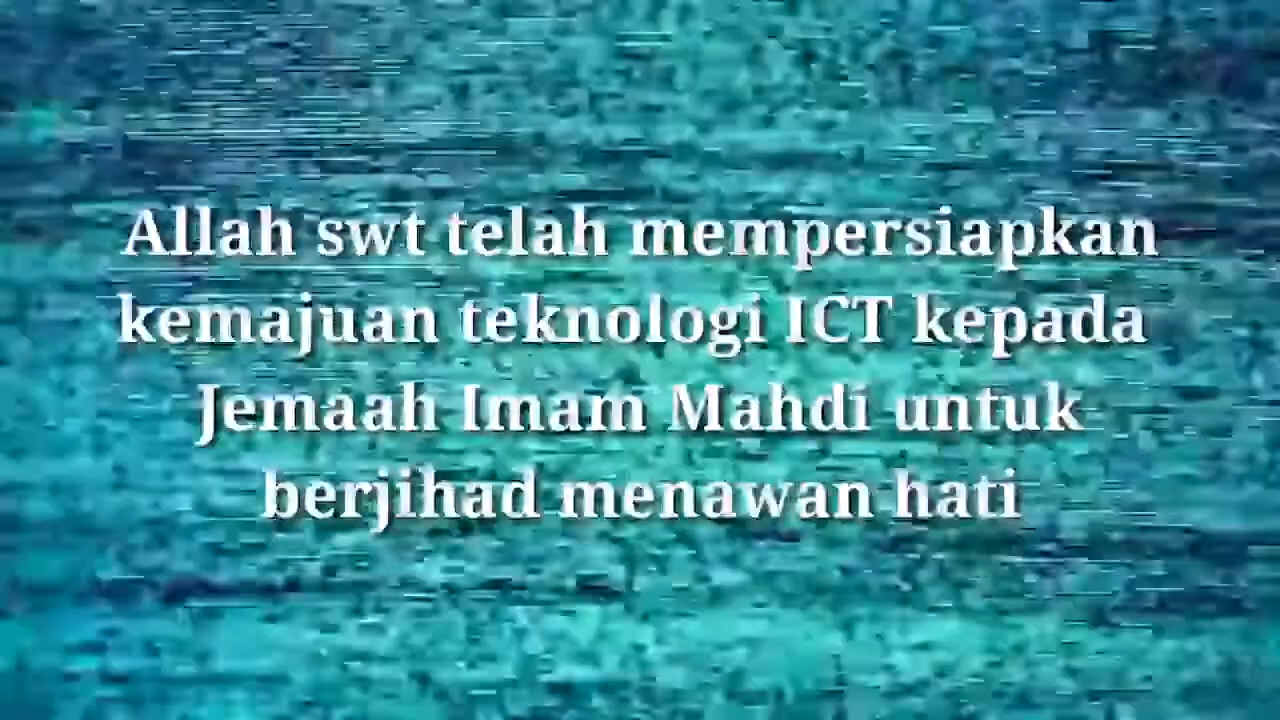 Allah swt telah mempersiapkan
kemajuan teknologi ICT kepada
Jemaah Imam Mahdi untuk
berjihad menawan hati